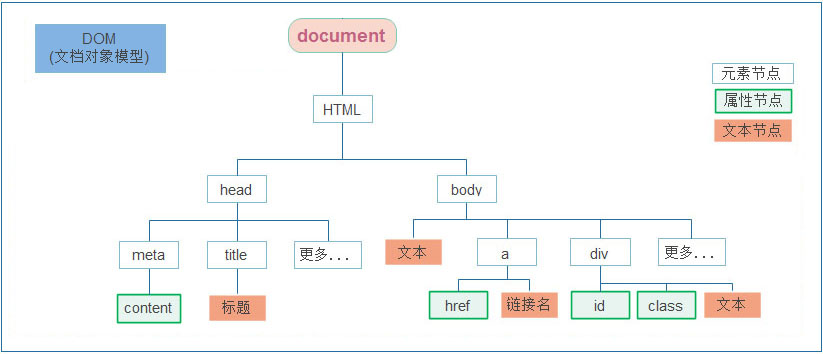 DOM
(文档对象模型)
document
元素节点
属性节点
文本节点
HTML
head
body
meta
title
更多...
文本
a
div
更多...
content
标题
href
链接名
id
class
文本